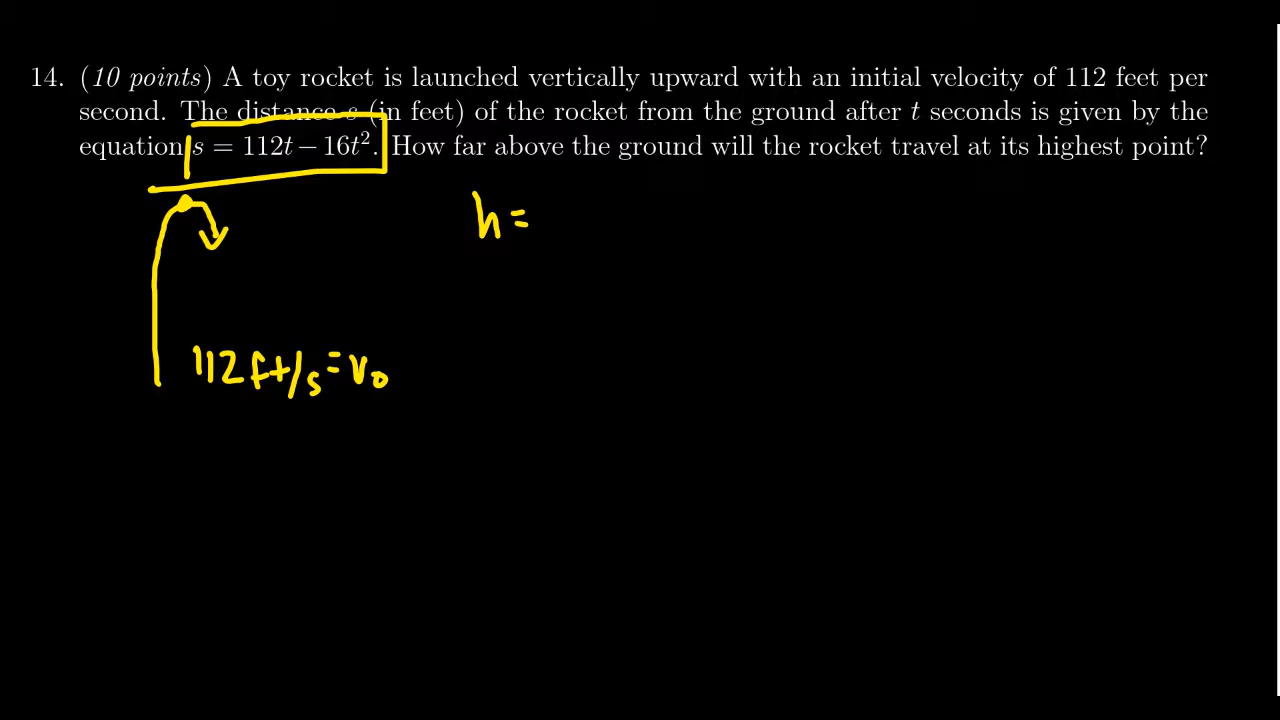 14. (10 points) A toy rocket is launched vertically upward with an initial velocity of 112 feet per
second. The distance s (in feet) of the rocket from the ground after t seconds is given by the
equation s = 112t − 16t². How far above the ground will the rocket travel at its highest point?
h =
112 ft/s = v₀